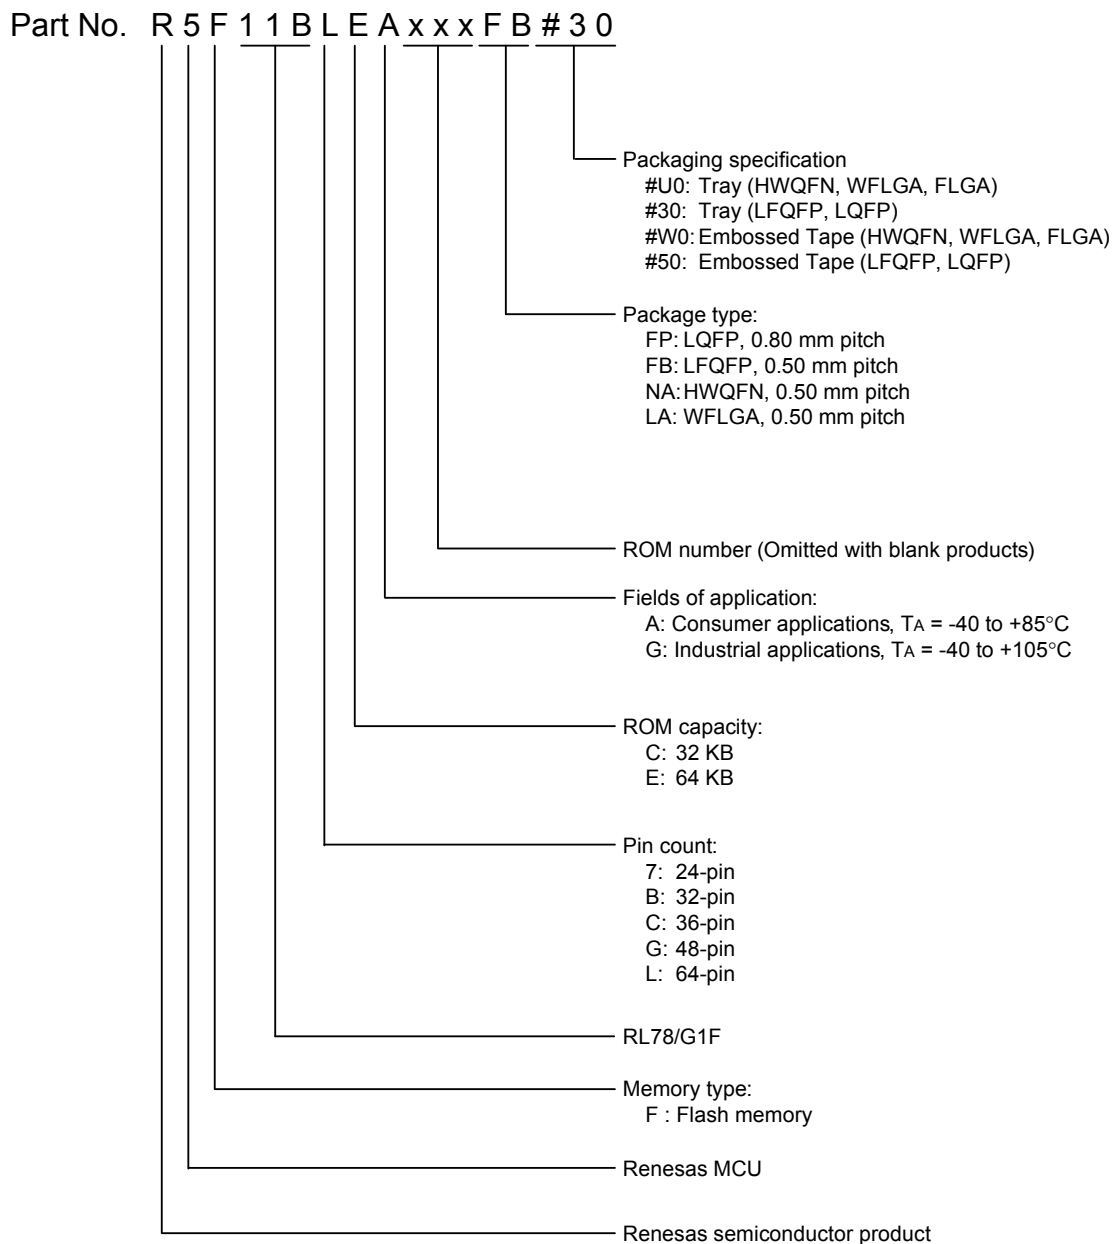 Part No. R 5 F 1 1 B L E A x x x F B # 3 0
Packaging specification
#U0: Tray (HWQFN, WFLGA, FLGA)
#30: Tray (LFQFP, LQFP)
#W0: Embossed Tape (HWQFN, WFLGA, FLGA)
#50: Embossed Tape (LFQFP, LQFP)
Package type:
FP: LQFP, 0.80 mm pitch
FB: LFQFP, 0.50 mm pitch
NA: HWQFN, 0.50 mm pitch
LA: WFLGA, 0.50 mm pitch
ROM number (Omitted with blank products)
Fields of application:
A: Consumer applications, TA = -40 to +85°C
G: Industrial applications, TA = -40 to +105°C
ROM capacity:
C: 32 KB
E: 64 KB
Pin count:
7: 24-pin
B: 32-pin
C: 36-pin
G: 48-pin
L: 64-pin
RL78/G1F
Memory type:
F : Flash memory
Renesas MCU
Renesas semiconductor product